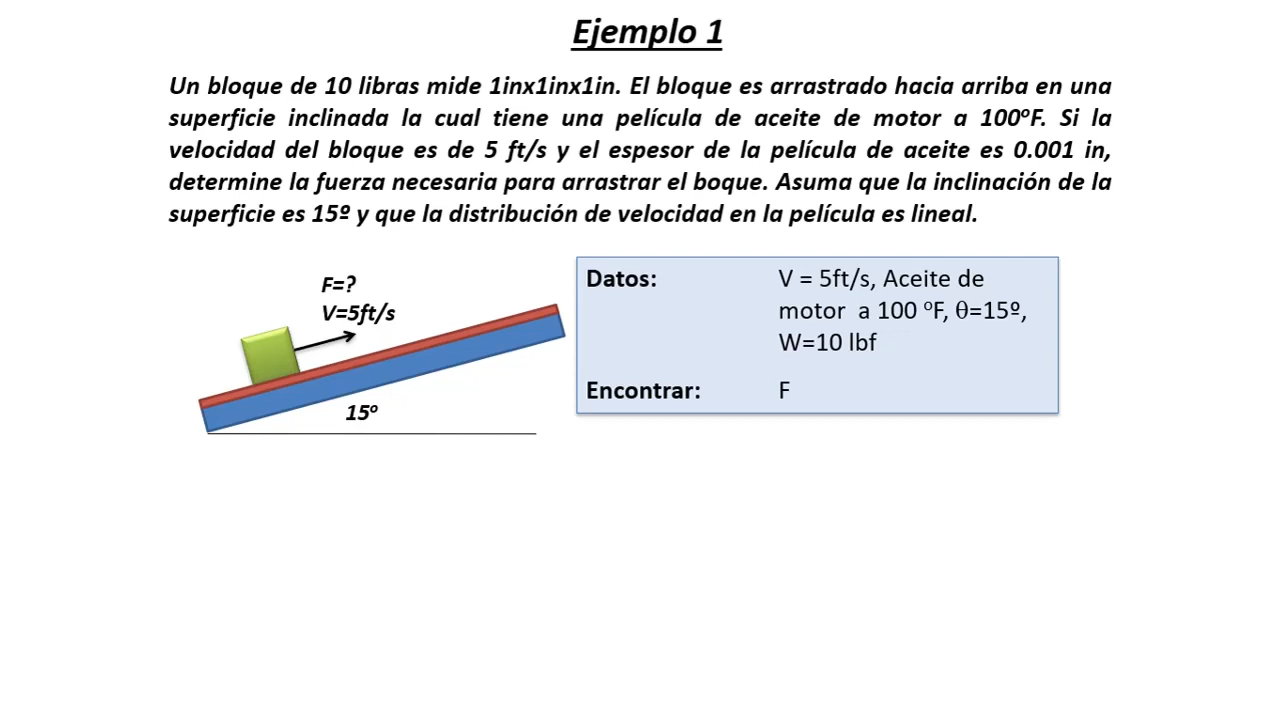 Ejemplo 1
Un bloque de 10 libras mide 1inx1inx1in. El bloque es arrastrado hacia arriba en una
superficie inclinada la cual tiene una película de aceite de motor a 100ºF. Si la
velocidad del bloque es de 5 ft/s y el espesor de la película de aceite es 0.001 in,
determine la fuerza necesaria para arrastrar el boque. Asuma que la inclinación de la
superficie es 15º y que la distribución de velocidad en la película es lineal.
F=?
V=5ft/s
15º
Datos: V = 5ft/s, Aceite de
motor a 100 ºF, θ=15º,
W=10 lbf
Encontrar: F